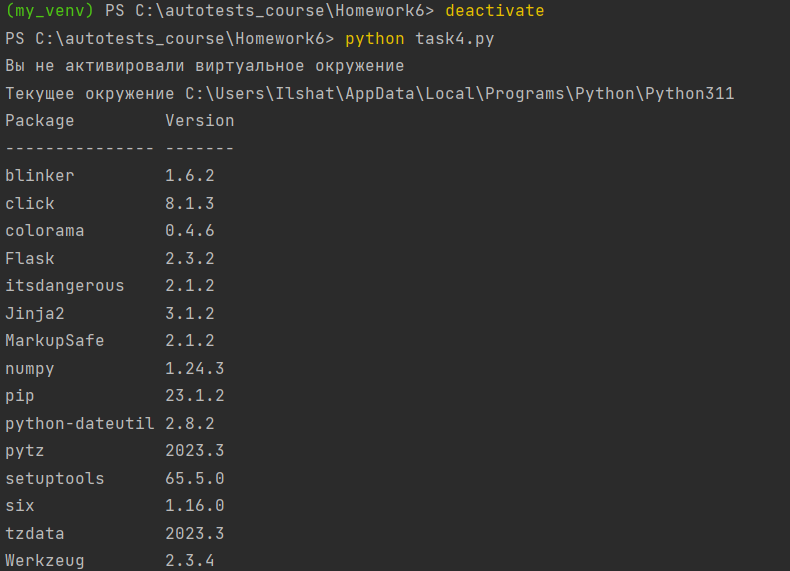 (my_venv) PS C:\autotests_course\Homework6> deactivate
PS C:\autotests_course\Homework6> python task4.py
Вы не активировали виртуальное окружение
Текущее окружение C:\Users\Ilshat\AppData\Local\Programs\Python\Python311
Package         Version
--------------- -------
blinker         1.6.2
click           8.1.3
colorama        0.4.6
Flask           2.3.2
itsdangerous    2.1.2
Jinja2          3.1.2
MarkupSafe      2.1.2
numpy           1.24.3
pip             23.1.2
python-dateutil 2.8.2
pytz            2023.3
setuptools      65.5.0
six             1.16.0
tzdata          2023.3
Werkzeug        2.3.4